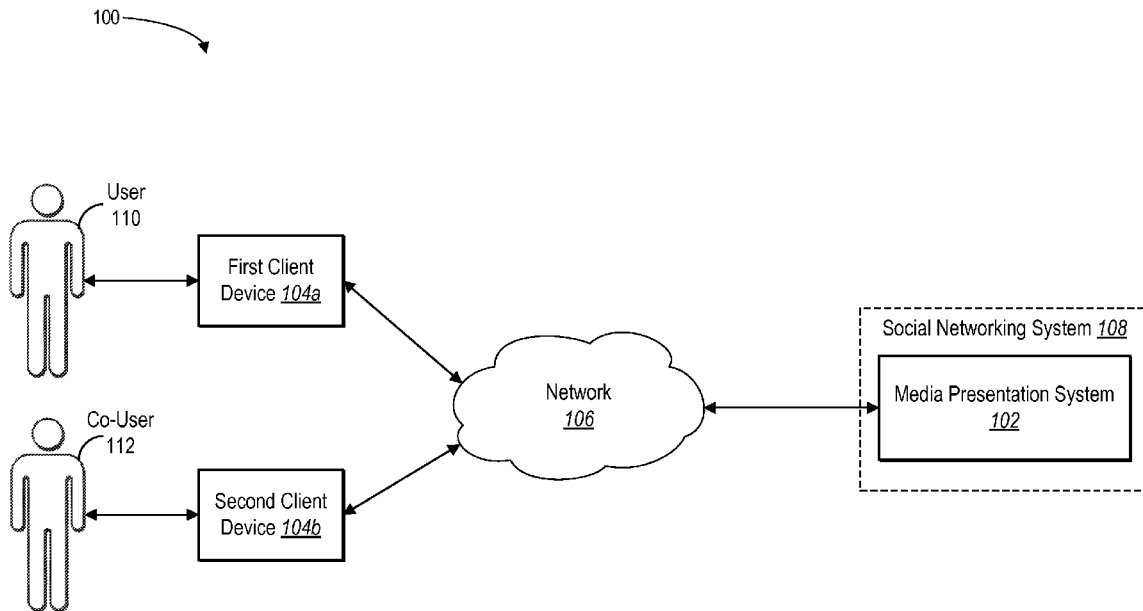 100
User
110
First Client
Device 104a
Social Networking System 108
Media Presentation System
102
Network
106
Co-User
112
Second Client
Device 104b